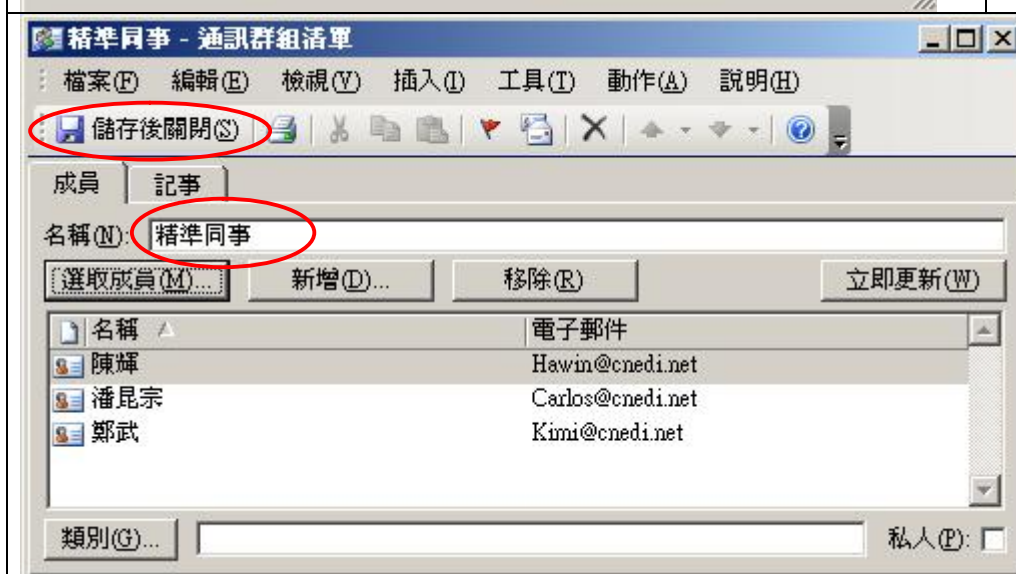 精準同事 - 通訊群組清單
檔案(F) 編輯(E) 檢視(V) 插入(I) 工具(T) 動作(A) 說明(H)
儲存後關閉(S)
成員 記事
名稱(N): 精準同事
選取成員(M)... 新增(D)... 移除(R) 立即更新(W)
名稱 電子郵件
陳輝 Hawin@cnedi.net
潘昆宗 Carlos@cnedi.net
鄭武 Kimi@cnedi.net
類別(G)... 私人(P):